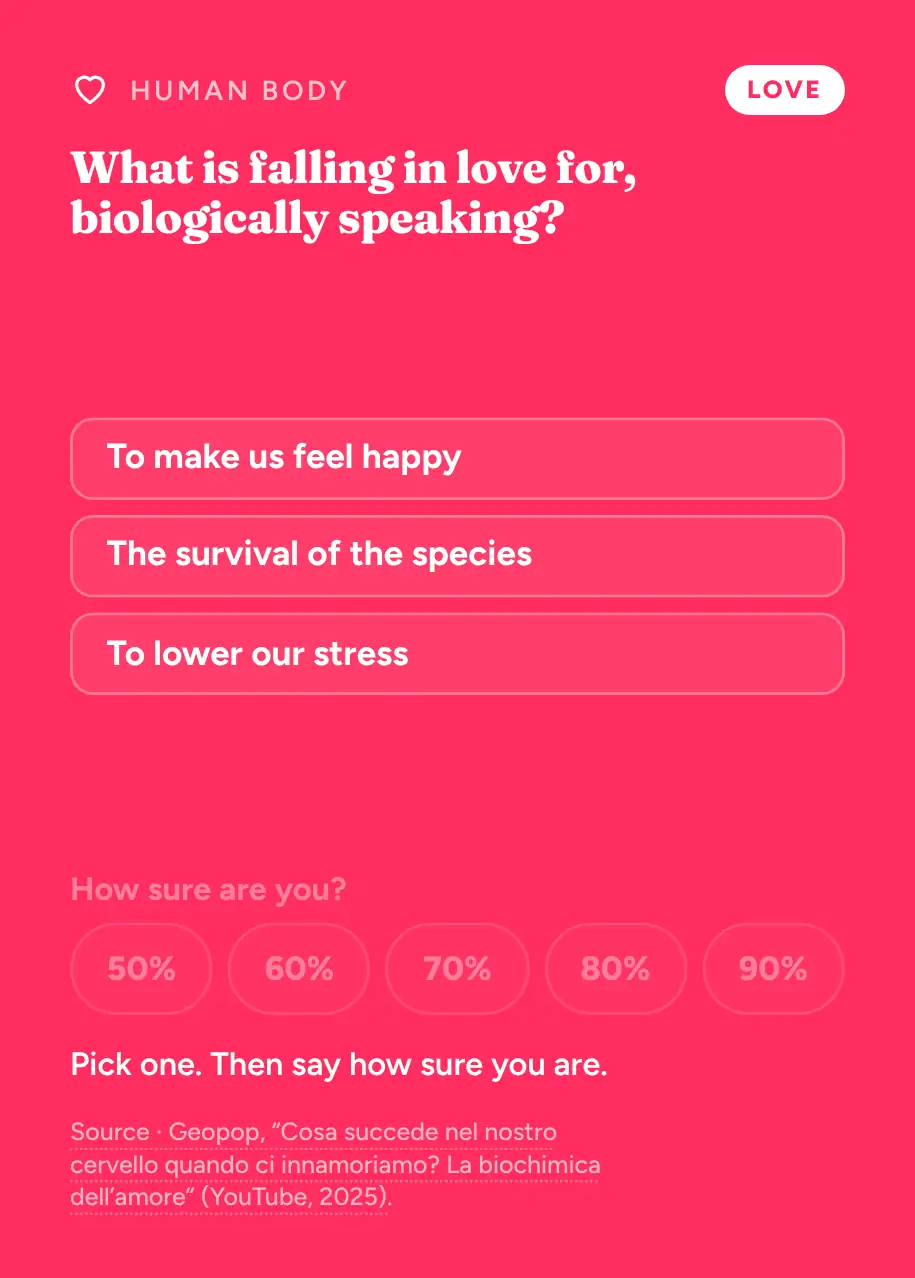 HUMAN BODY
LOVE
What is falling in love for,
biologically speaking?
To make us feel happy
The survival of the species
To lower our stress
How sure are you?
50%
60%
70%
80%
90%
Pick one. Then say how sure you are.
Source · Geopop, “Cosa succede nel nostro
cervello quando ci innamoriamo? La biochimica
dell’amore” (YouTube, 2025).